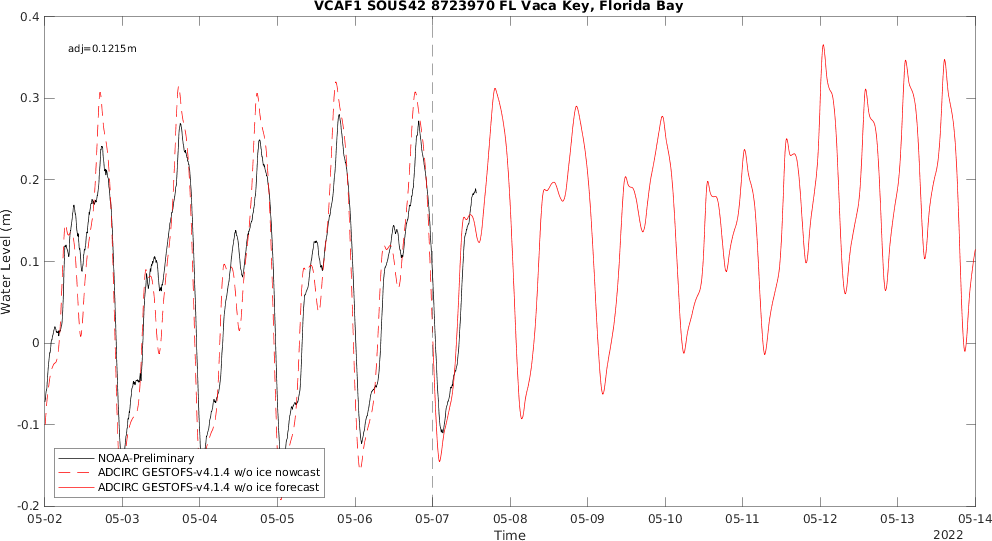 VCAF1 SOUS42 8723970 FL Vaca Key, Florida Bay
adj=0.1215m
0.4
0.3
0.2
0.1
0
-0.1
-0.2
Water Level (m)
NOAA-Preliminary
ADCIRC GESTOFS-v4.1.4 w/o ice nowcast
ADCIRC GESTOFS-v4.1.4 w/o ice forecast
05-02 05-03 05-04 05-05 05-06 05-07 05-08 05-09 05-10 05-11 05-12 05-13 05-14
Time
2022